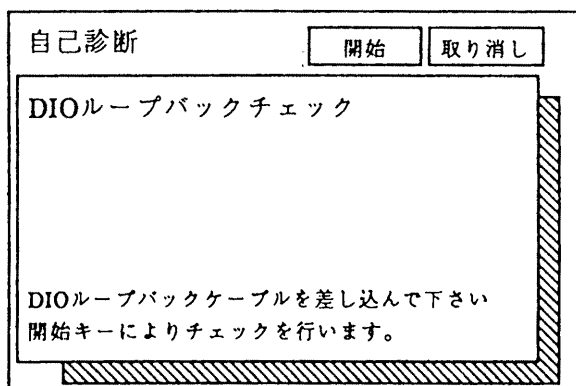 自己診断
開始
取り消し
DIOループバックチェック
DIOループバックケーブルを差し込んで下さい
開始キーによりチェックを行います。